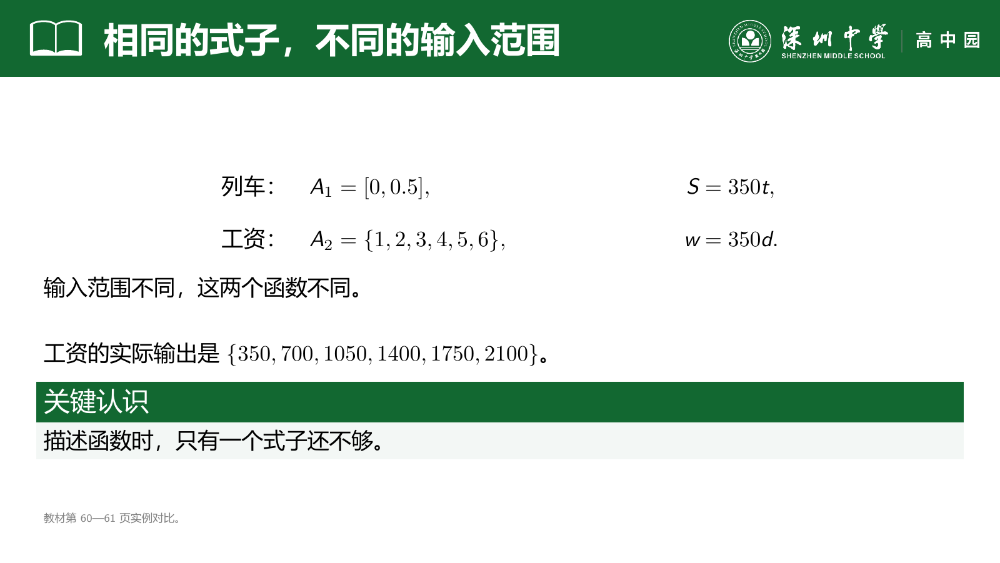 相同的式子，不同的输入范围
深圳中學
SHENZHEN MIDDLE SCHOOL
高中园
列车： A₁ = [0, 0.5], S = 350t,
工资： A₂ = {1, 2, 3, 4, 5, 6}, w = 350d.
输入范围不同，这两个函数不同。
工资的实际输出是 {350, 700, 1050, 1400, 1750, 2100}。
关键认识
描述函数时，只有一个式子还不够。
教材第 60—61 页实例对比。